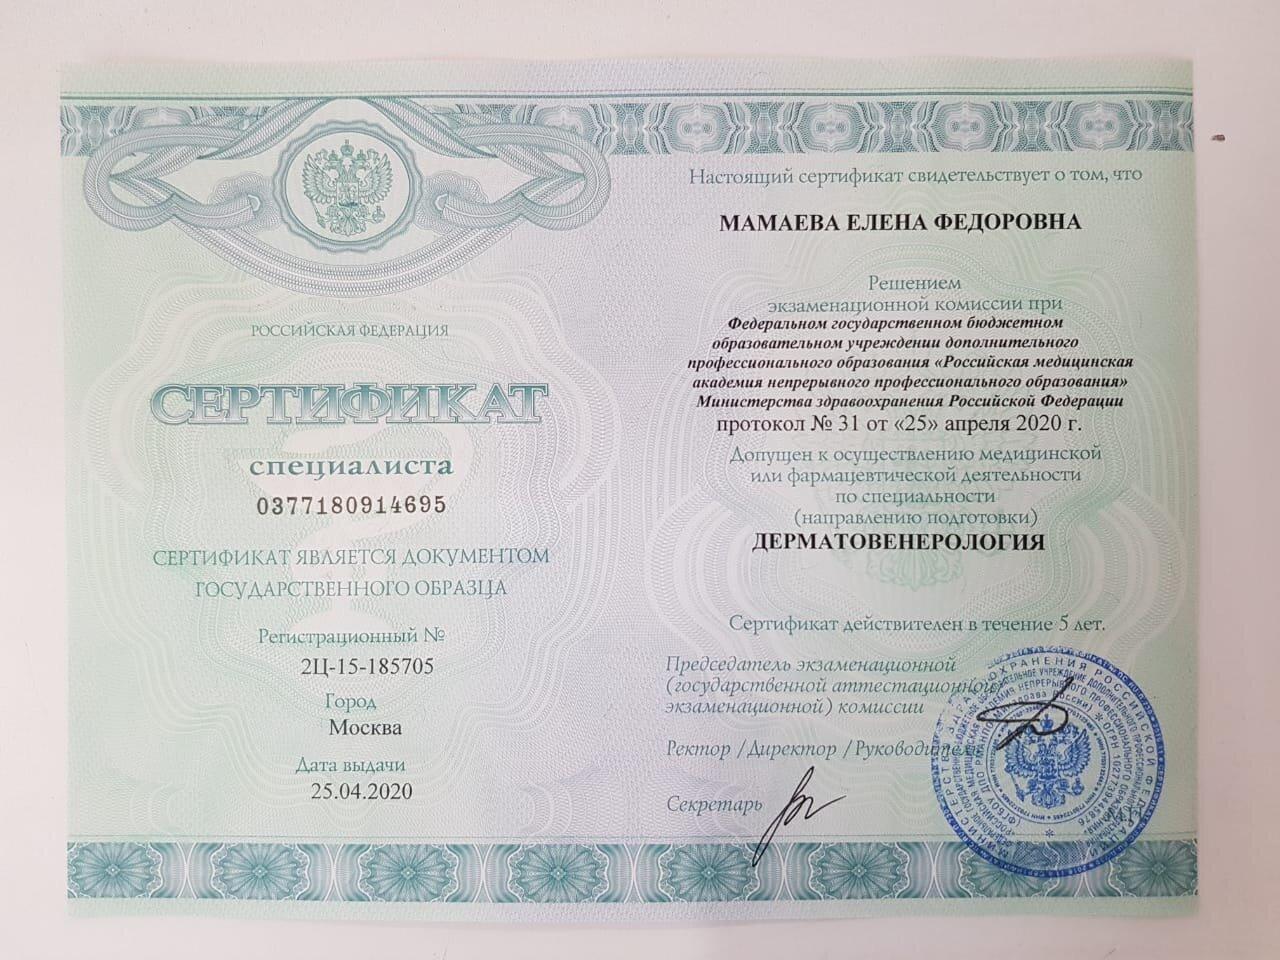 РОССИЙСКАЯ ФЕДЕРАЦИЯ
СЕРТИФИКАТ
специалиста
0377180914695
СЕРТИФИКАТ ЯВЛЯЕТСЯ ДОКУМЕНТОМ
ГОСУДАРСТВЕННОГО ОБРАЗЦА
Регистрационный №
2Ц-15-185705
Город
Москва
Дата выдачи
25.04.2020
Настоящий сертификат свидетельствует о том, что
МАМАЕВА ЕЛЕНА ФЕДОРОВНА
Решением
экзаменационной комиссии при
Федеральном государственном бюджетном
образовательном учреждении дополнительного
профессионального образования «Российская медицинская
академия непрерывного профессионального образования»
Министерства здравоохранения Российской Федерации
протокол № 31 от «25» апреля 2020 г.
Допущен к осуществлению медицинской
или фармацевтической деятельности
по специальности
(направлению подготовки)
ДЕРМАТОВЕНЕРОЛОГИЯ
Сертификат действителен в течение 5 лет.
Председатель экзаменационной
(государственной аттестационной
экзаменационной) комиссии
Ректор /Директор /Руководитель
Секретарь